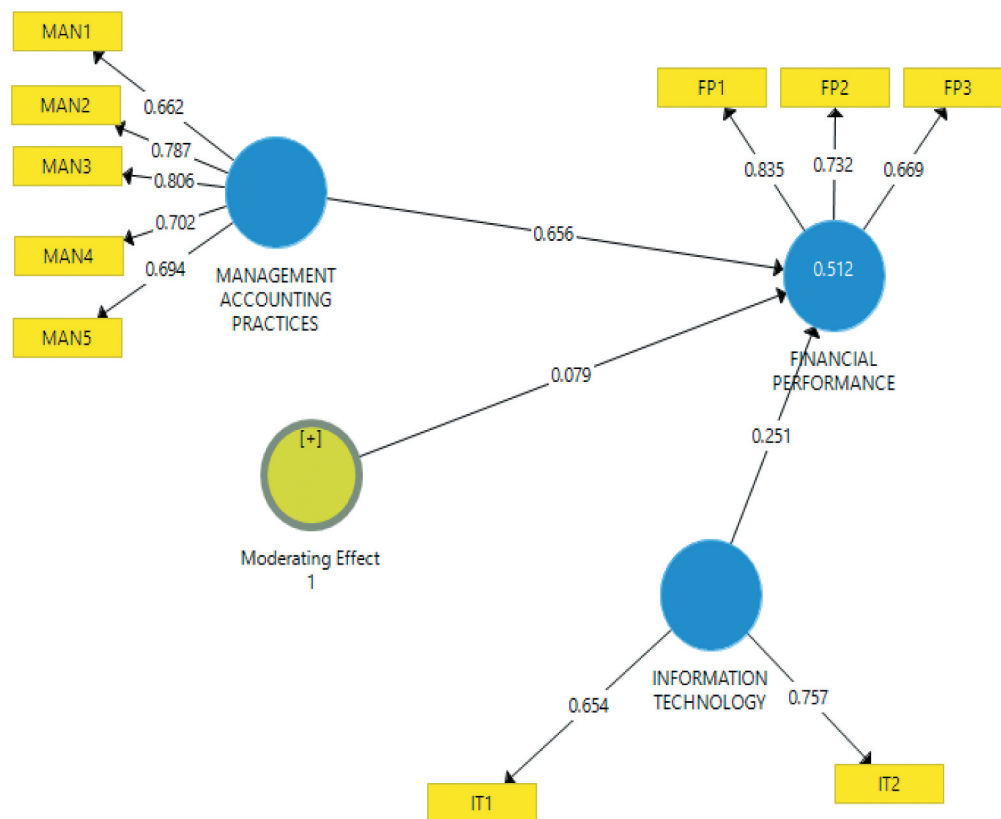 MAN1
MAN2
MAN3
MAN4
MAN5
0.662
0.787
0.806
0.702
0.694
MANAGEMENT
ACCOUNTING
PRACTICES
FP1
FP2
FP3
0.835
0.732
0.669
0.656
0.512
FINANCIAL
PERFORMANCE
0.079
[+]
Moderating Effect
1
0.251
INFORMATION
TECHNOLOGY
0.654
0.757
IT1
IT2